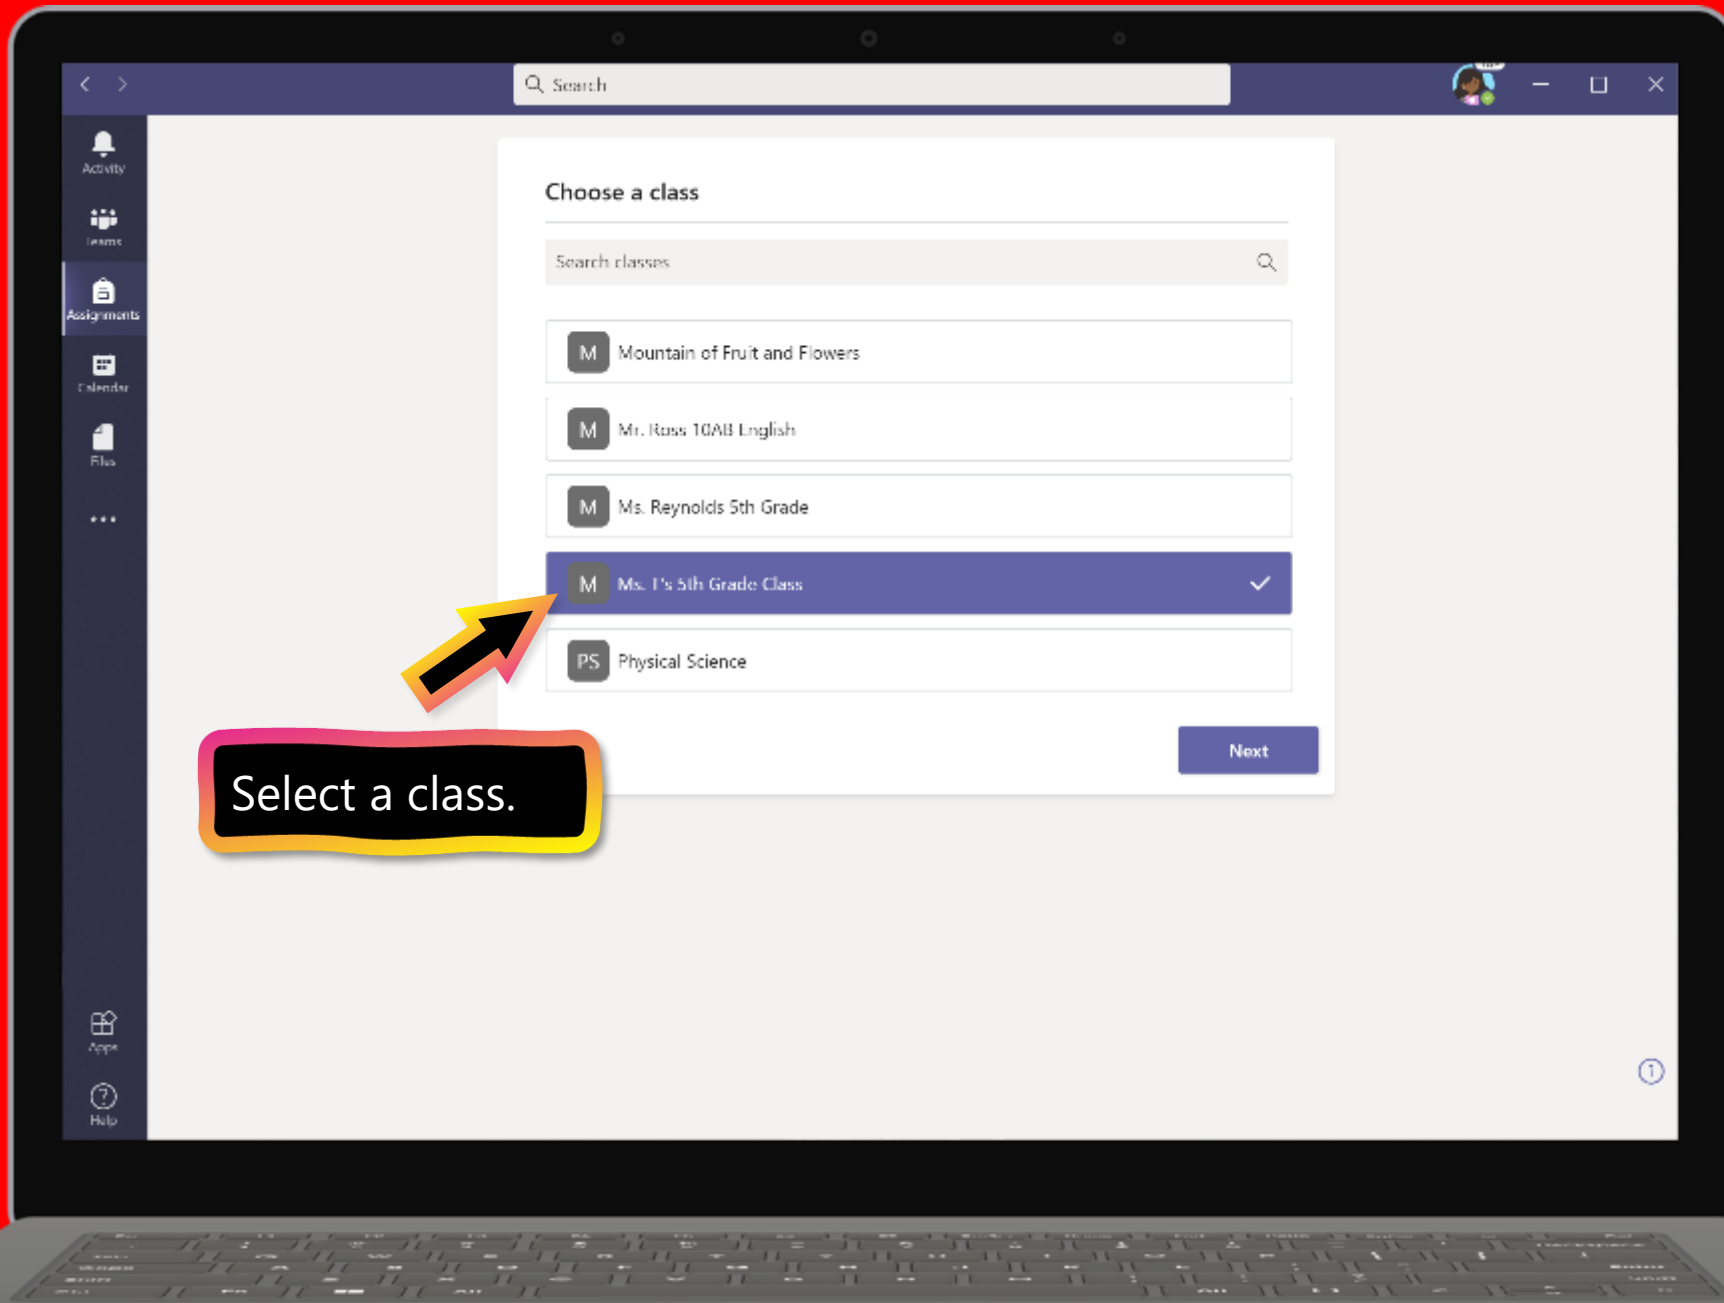 Search
Activity
Teams
Assignments
Calendar
Files
Apps
Help
Choose a class
Search classes
M Mountain of Fruit and Flowers
M Mr. Ross 10AB English
M Ms. Reynolds 5th Grade
M Ms. T's 5th Grade Class
PS Physical Science
Next
Select a class.